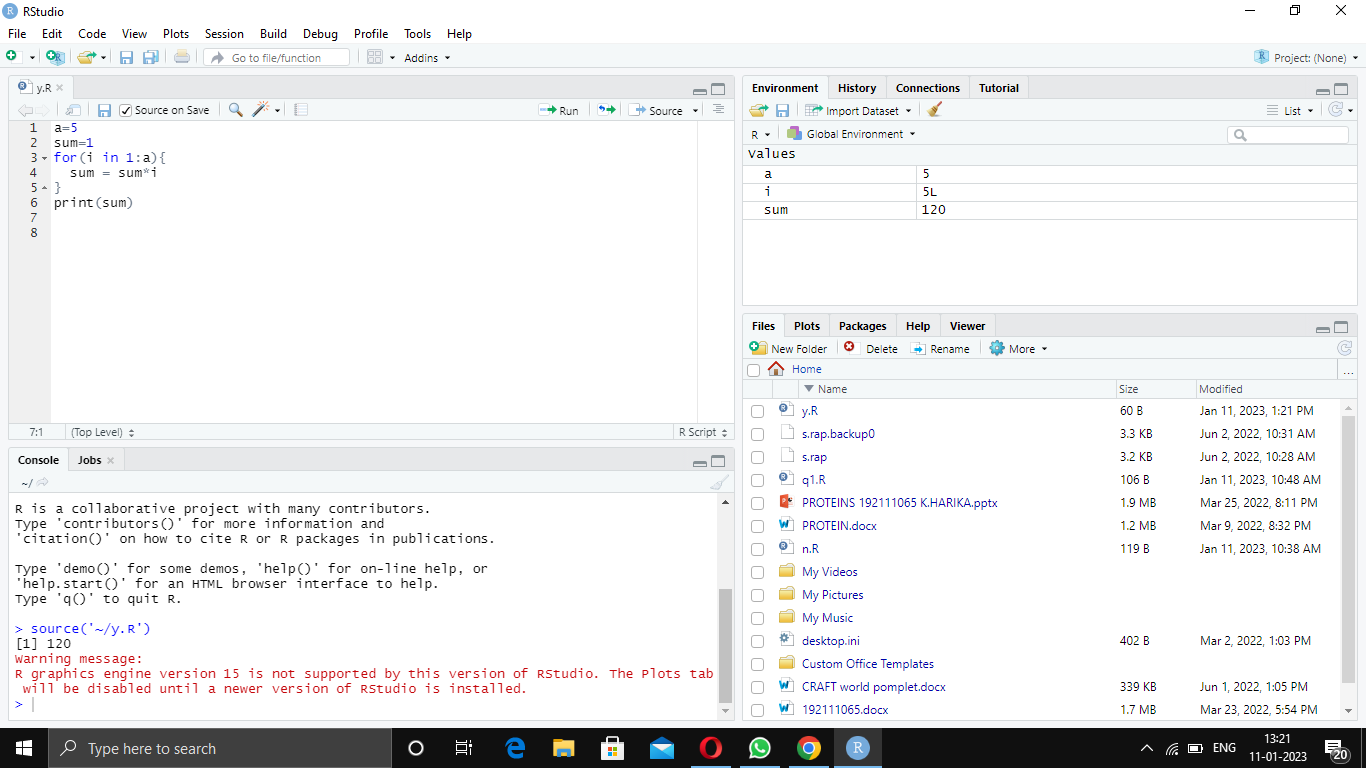 RStudio
File Edit Code View Plots Session Build Debug Profile Tools Help
Go to file/function Addins Project: (None)
y.R
Source on Save Run Source
1 a=5
2 sum=1
3 for(i in 1:a){
4 sum = sum*i
5 }
6 print(sum)
7
8
7:1 (Top Level) R Script
Console Jobs
~/
R is a collaborative project with many contributors.
Type 'contributors()' for more information and
'citation()' on how to cite R or R packages in publications.
Type 'demo()' for some demos, 'help()' for on-line help, or
'help.start()' for an HTML browser interface to help.
Type 'q()' to quit R.
> source('~/y.R')
[1] 120
Warning message:
R graphics engine version 15 is not supported by this version of RStudio. The Plots tab
will be disabled until a newer version of RStudio is installed.
>
Environment History Connections Tutorial
Import Dataset List
R Global Environment
Values
a 5
i 5L
sum 120
Files Plots Packages Help Viewer
New Folder Delete Rename More
Home ...
Name Size Modified
y.R 60 B Jan 11, 2023, 1:21 PM
s.rap.backup0 3.3 KB Jun 2, 2022, 10:31 AM
s.rap 3.2 KB Jun 2, 2022, 10:28 AM
q1.R 106 B Jan 11, 2023, 10:48 AM
PROTEINS 192111065 K.HARIKA.pptx 1.9 MB Mar 25, 2022, 8:11 PM
PROTEIN.docx 1.2 MB Mar 9, 2022, 8:32 PM
n.R 119 B Jan 11, 2023, 10:38 AM
My Videos
My Pictures
My Music
desktop.ini 402 B Mar 2, 2022, 1:03 PM
Custom Office Templates
CRAFT world pomplet.docx 339 KB Jun 1, 2022, 1:05 PM
192111065.docx 1.7 MB Mar 23, 2022, 5:54 PM
Type here to search
ENG
13:21
11-01-2023
20